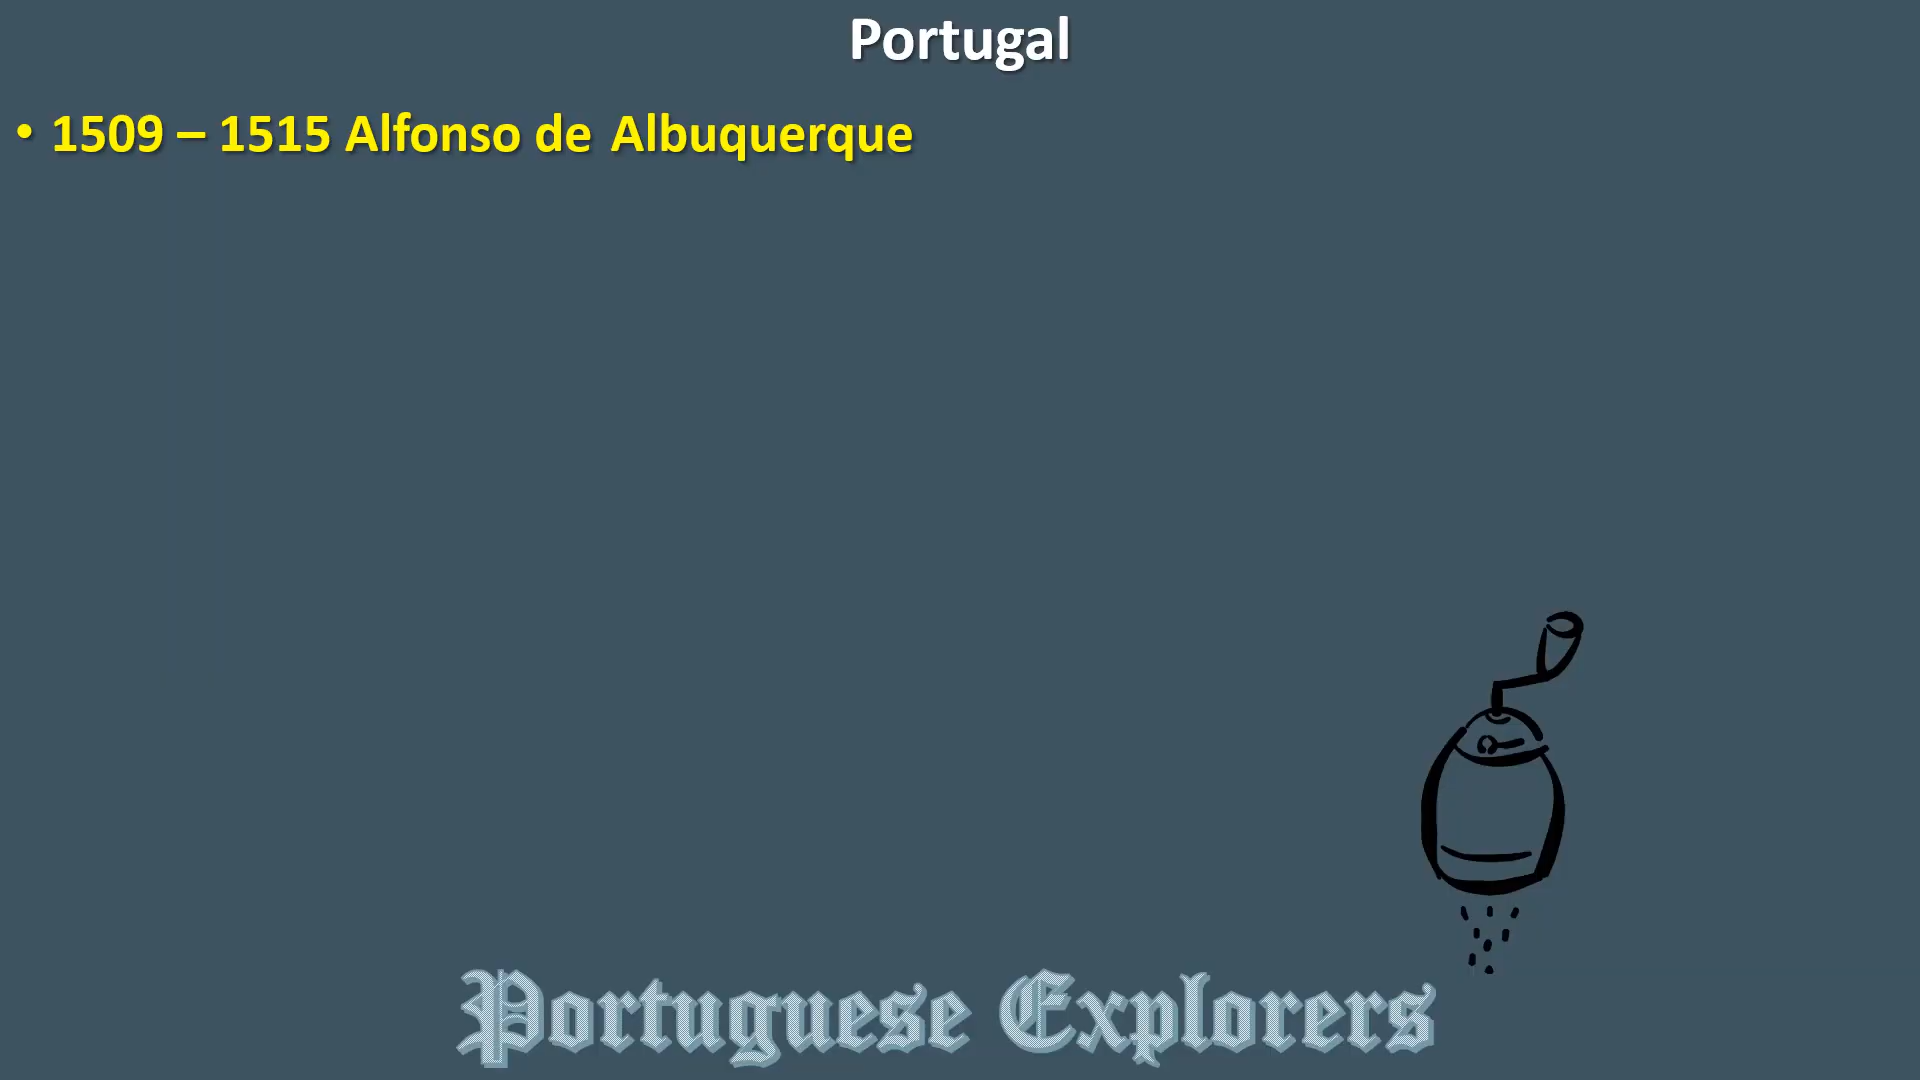 Portugal
• 1509 – 1515 Alfonso de Albuquerque
Portuguese Explorers